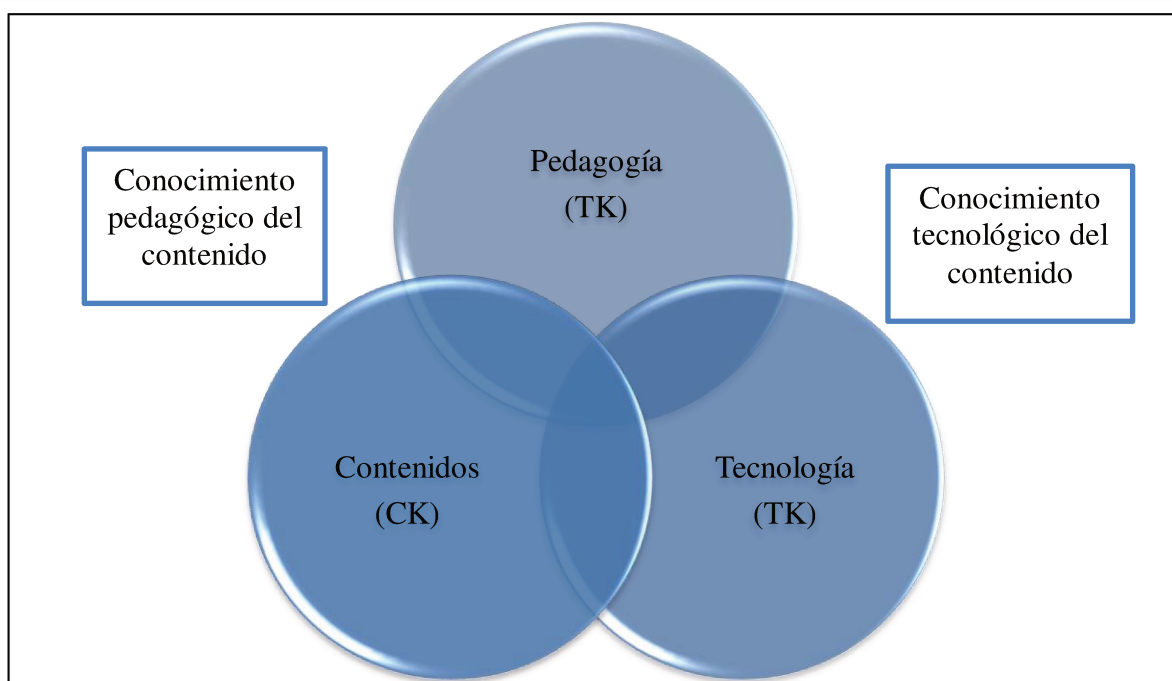 Pedagogía
(TK)
Conocimiento
pedagógico del
contenido
Conocimiento
tecnológico del
contenido
Contenidos
(CK)
Tecnología
(TK)